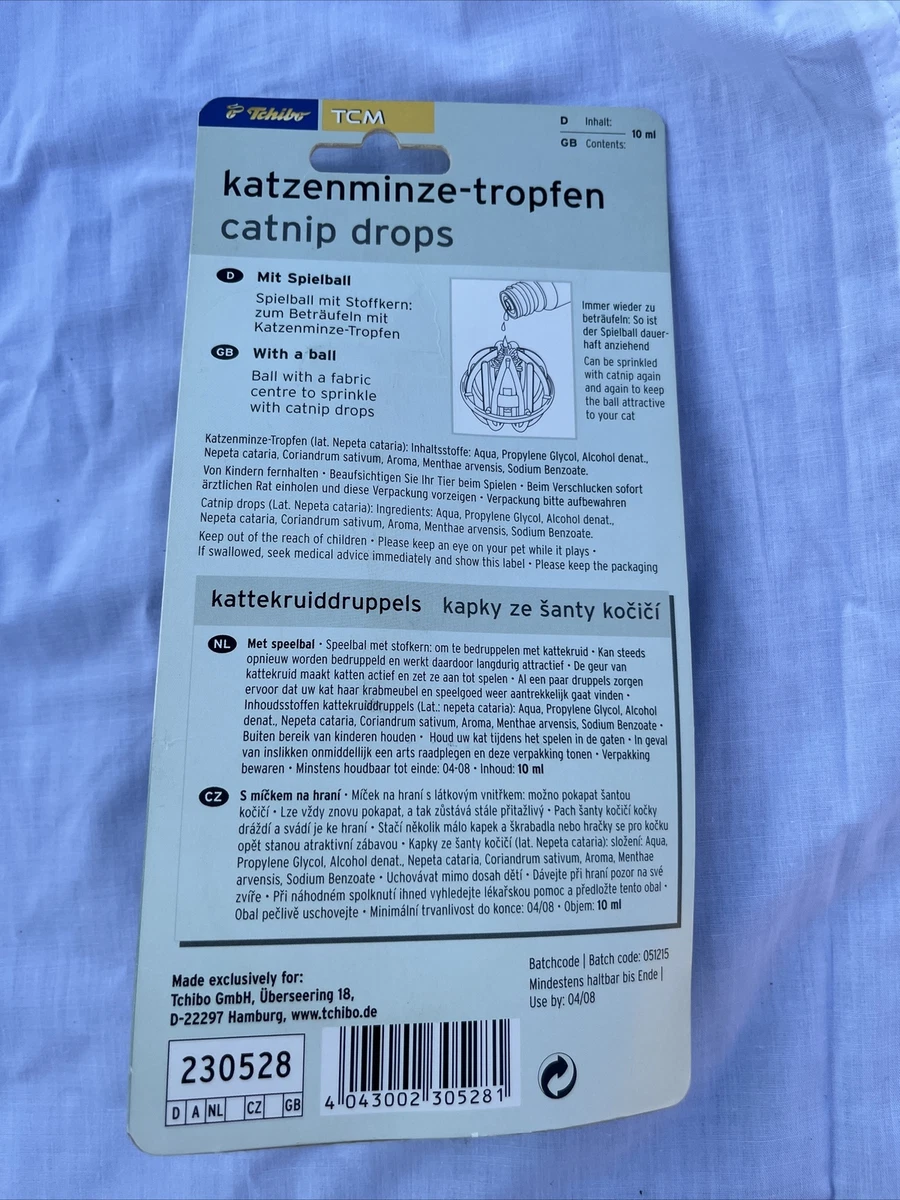 Tchibo TCM
D Inhalt:
GB Contents:
10 ml
katzenminze-tropfen
catnip drops
D Mit Spielball
Spielball mit Stoffkern:
zum Beträufeln mit
Katzenminze-Tropfen
GB With a ball
Ball with a fabric
centre to sprinkle
with catnip drops
Immer wieder zu
beträufeln: So ist
der Spielball dauer-
haft anziehend
Can be sprinkled
with catnip again
and again to keep
the ball attractive
to your cat
Katzenminze-Tropfen (lat. Nepeta cataria): Inhaltsstoffe: Aqua, Propylene Glycol, Alcohol denat.,
Nepeta cataria, Coriandrum sativum, Aroma, Menthae arvensis, Sodium Benzoate.
Von Kindern fernhalten • Beaufsichtigen Sie Ihr Tier beim Spielen • Beim Verschlucken sofort
ärztlichen Rat einholen und diese Verpackung vorzeigen • Verpackung bitte aufbewahren
Catnip drops (Lat. Nepeta cataria): Ingredients: Aqua, Propylene Glycol, Alcohol denat.,
Nepeta cataria, Coriandrum sativum, Aroma, Menthae arvensis, Sodium Benzoate.
Keep out of the reach of children • Please keep an eye on your pet while it plays •
If swallowed, seek medical advice immediately and show this label • Please keep the packaging
kattekruiddruppels kapky ze šanty kočičí
NL Met speelbal • Speelbal met stofkern: om te bedruppelen met kattekruid • Kan steeds
opnieuw worden bedruppeld en werkt daardoor langdurig attractief • De geur van
kattekruid maakt katten actief en zet ze aan tot spelen • Al een paar druppels zorgen
ervoor dat uw kat haar krabmeubel en speelgoed weer aantrekkelijk gaat vinden •
Inhoudsstoffen kattekruiddruppels (Lat.: nepeta cataria): Aqua, Propylene Glycol, Alcohol
denat., Nepeta cataria, Coriandrum sativum, Aroma, Menthae arvensis, Sodium Benzoate •
Buiten bereik van kinderen houden • Houd uw kat tijdens het spelen in de gaten • In geval
van inslikken onmiddellijk een arts raadplegen en deze verpakking tonen • Verpakking
bewaren • Minstens houdbaar tot einde: 04-08 • Inhoud: 10 ml
CZ S míčkem na hraní • Míček na hraní s látkovým vnitřkem: možno pokapat šantou
kočičí • Lze vždy znovu pokapat, a tak zůstává stále přitažlivý • Pach šanty kočičí kočky
dráždí a svádí je ke hraní • Stačí několik málo kapek a škrabadla nebo hračky se pro kočku
opět stanou atraktivní zábavou • Kapky ze šanty kočičí (lat. Nepeta cataria): složení: Aqua,
Propylene Glycol, Alcohol denat., Nepeta cataria, Coriandrum sativum, Aroma, Menthae
arvensis, Sodium Benzoate • Uchovávat mimo dosah dětí • Dávejte při hraní pozor na své
zvíře • Při náhodném spolknutí ihned vyhledejte lékařskou pomoc a předložte tento obal •
Obal pečlivě uschovejte • Minimální trvanlivost do konce: 04/08 • Objem: 10 ml
Made exclusively for:
Tchibo GmbH, Überseering 18,
D-22297 Hamburg, www.tchibo.de
Batchcode | Batch code: 051215
Mindestens haltbar bis Ende |
Use by: 04/08
230528
D A NL CZ GB
4 043002 305281